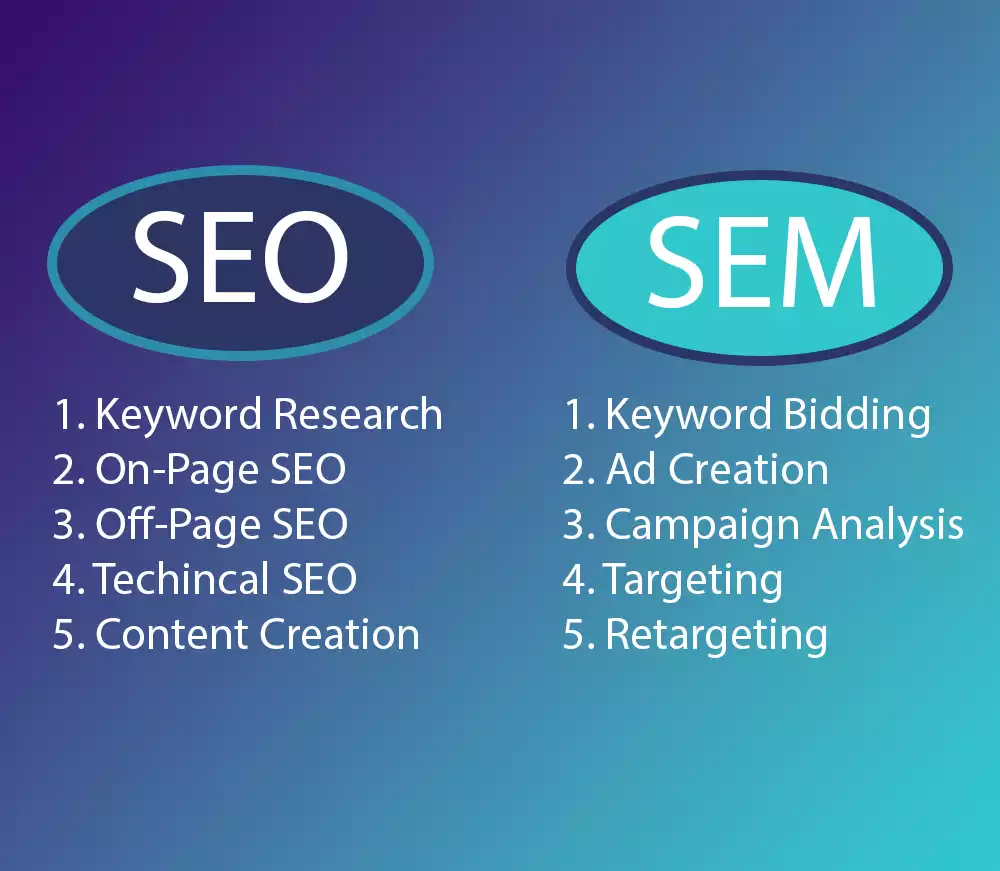 SEO
1. Keyword Research
2. On-Page SEO
3. Off-Page SEO
4. Techincal SEO
5. Content Creation
SEM
1. Keyword Bidding
2. Ad Creation
3. Campaign Analysis
4. Targeting
5. Retargeting